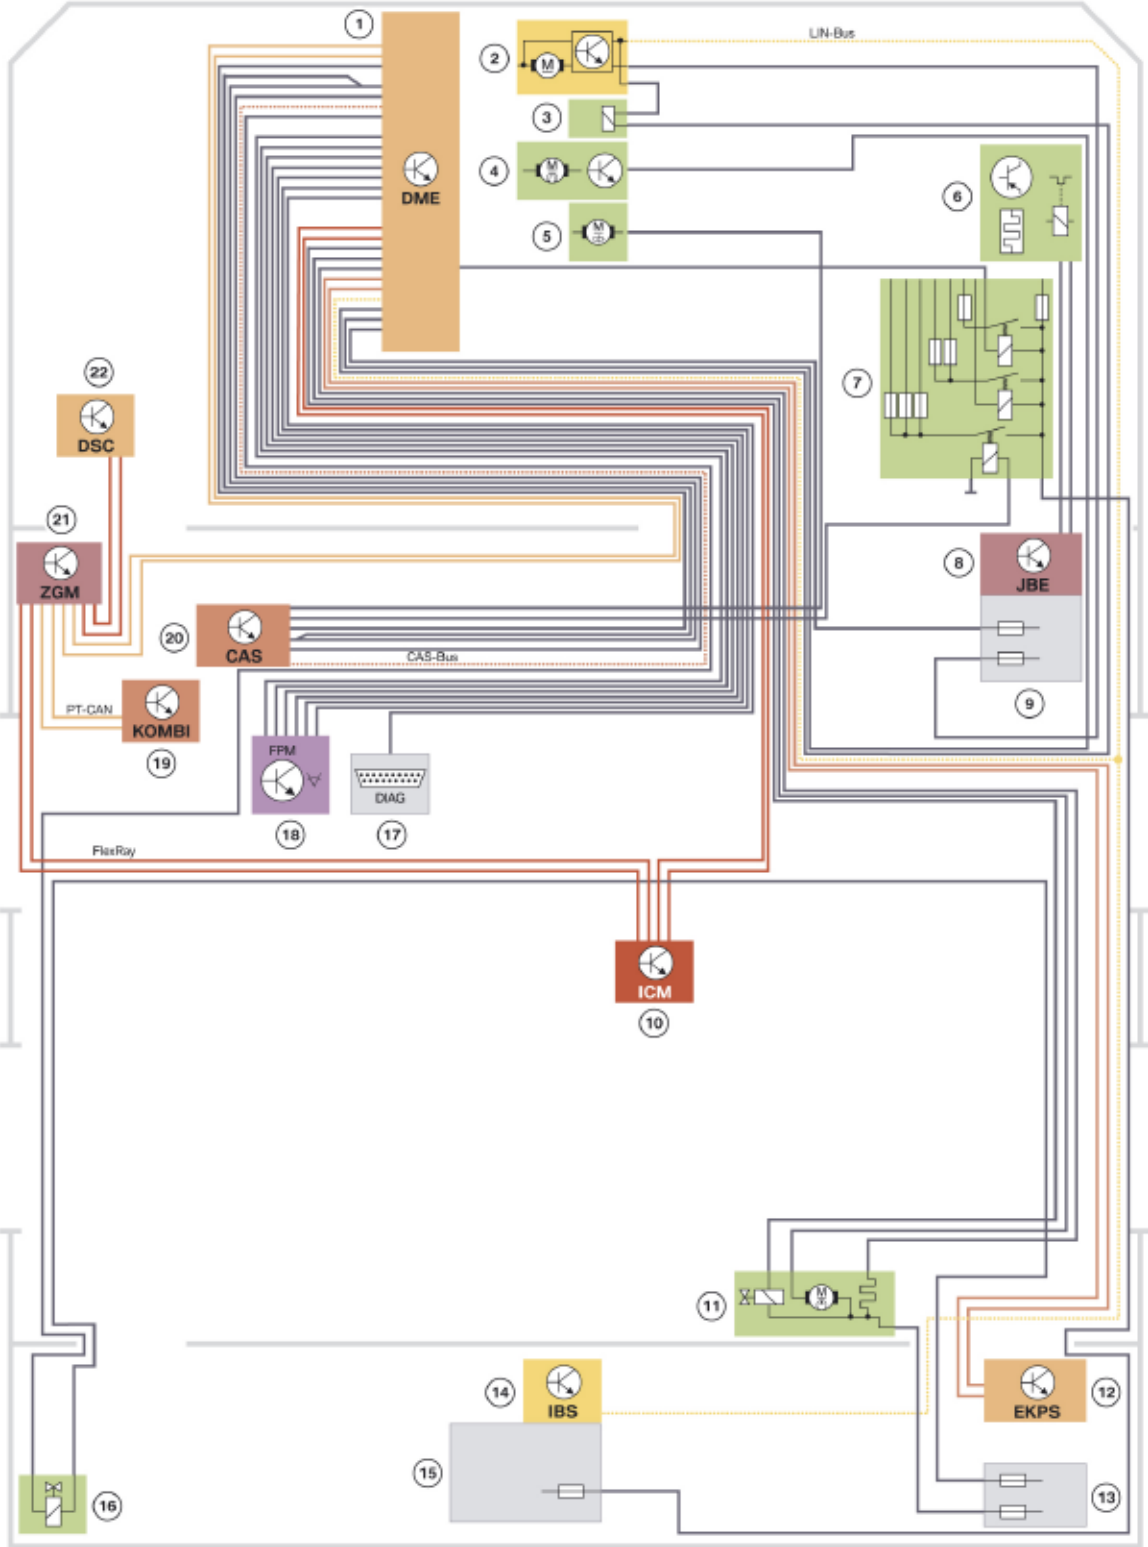 1
2
LIN-Bus
M
3
4
M
DME
5
M
6
7
22
DSC
21
ZGM
8
JBE
20
CAS
CAS-Bus
9
PT-CAN
KOMBI
19
FPM
DIAG
18
17
FlexRay
ICM
10
11
M
14
IBS
EKPS
12
15
13
16